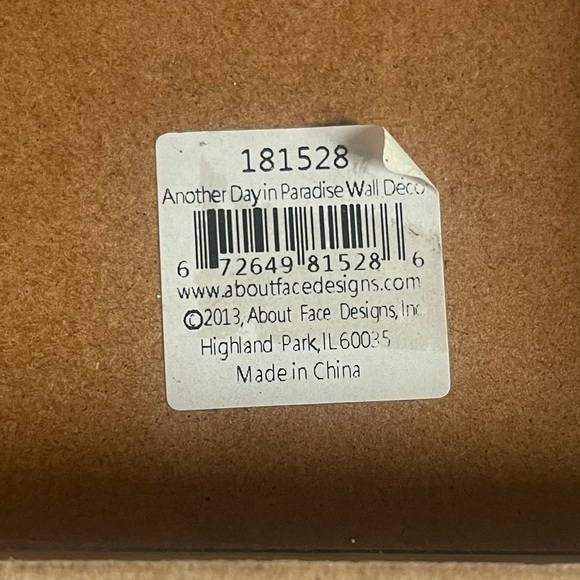 181528
Another Day in Paradise Wall Deco
6 72649 81528 6
www.aboutfacedesigns.com
©2013, About Face Designs, Inc
Highland Park, IL 60035
Made in China